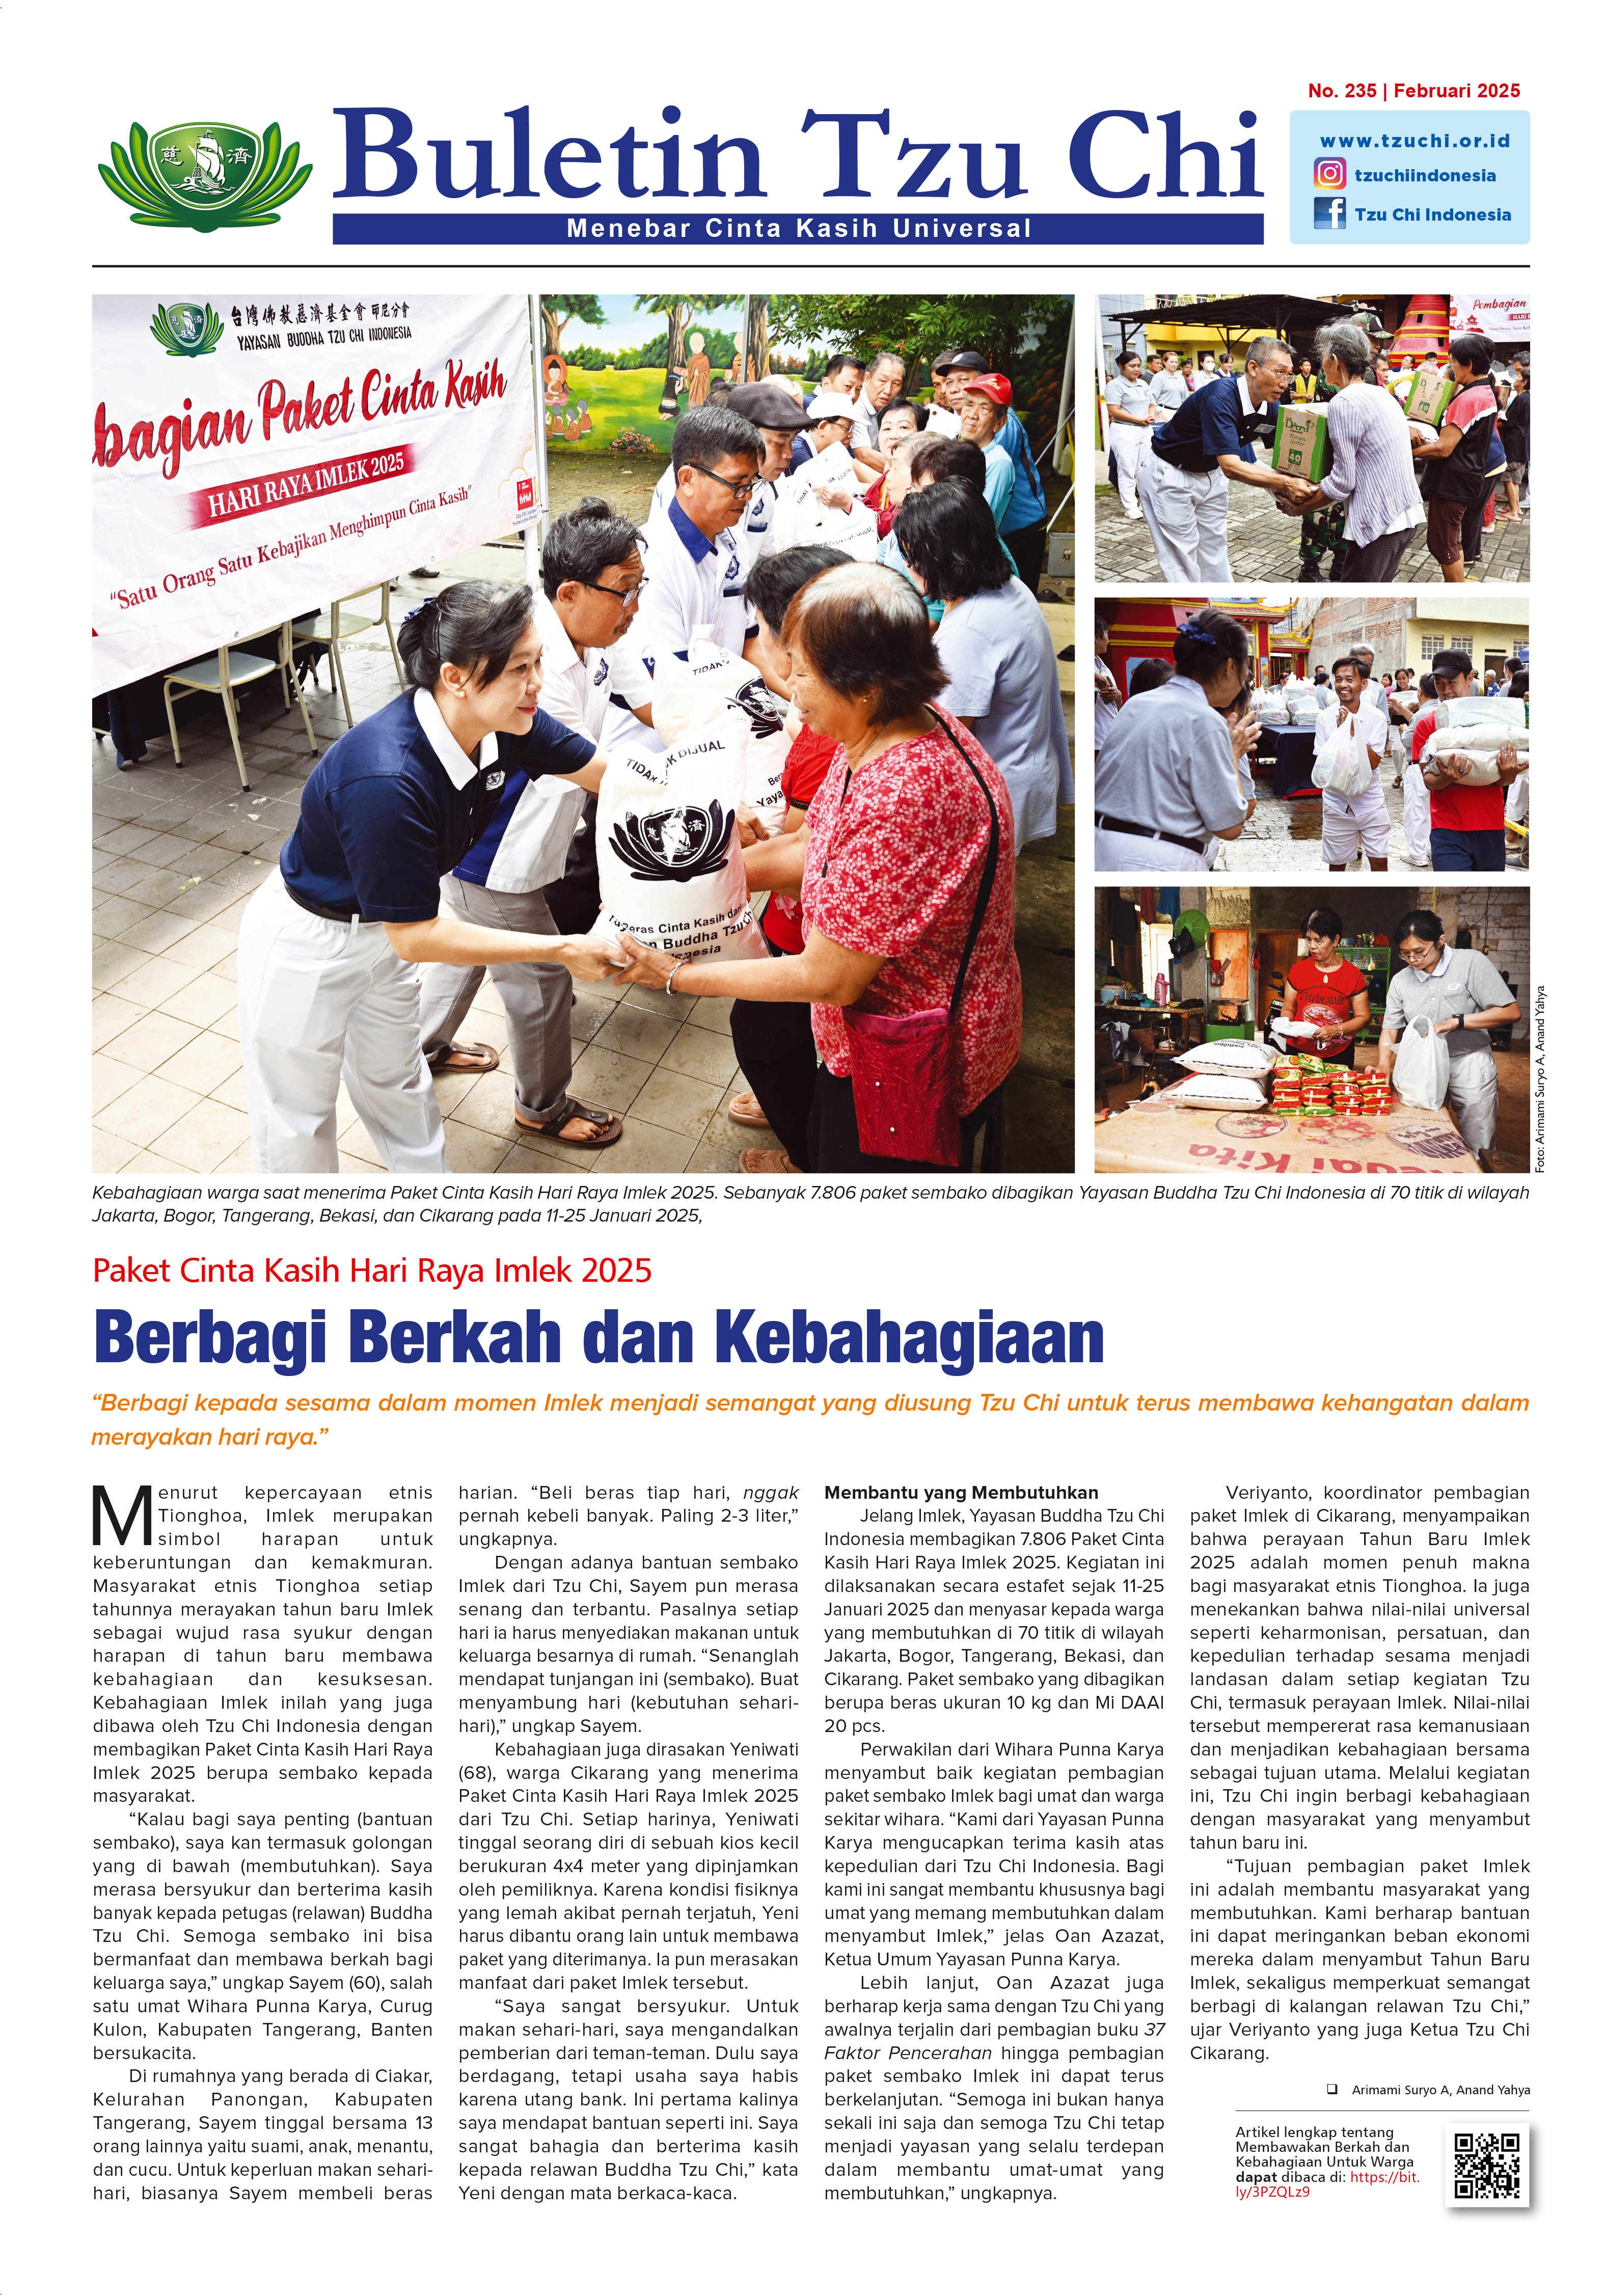 No. 235 | Februari 2025
慈 濟
Buletin Tzu Chi
Menebar Cinta Kasih Universal
www.tzuchi.or.id
tzuchiindonesia
Tzu Chi Indonesia
台灣佛教慈濟基金會印尼分會
YAYASAN BUDDHA TZU CHI INDONESIA
bagian Paket Cinta Kasih
HARI RAYA IMLEK 2025
"Satu Orang Satu Kebajikan Menghimpun Cinta Kasih"
TIDAK
TIDAK
K DIJUAL
慈 濟
Beras Cinta Kasih dari
Buddha Tzu Ch
Pembagian
DAAI
40
Foto: Arimami Suryo A, Anand Yahya
Kebahagiaan warga saat menerima Paket Cinta Kasih Hari Raya Imlek 2025. Sebanyak 7.806 paket sembako dibagikan Yayasan Buddha Tzu Chi Indonesia di 70 titik di wilayah
Jakarta, Bogor, Tangerang, Bekasi, dan Cikarang pada 11-25 Januari 2025,
Paket Cinta Kasih Hari Raya Imlek 2025
Berbagi Berkah dan Kebahagiaan
“Berbagi kepada sesama dalam momen Imlek menjadi semangat yang diusung Tzu Chi untuk terus membawa kehangatan dalam
merayakan hari raya.”
Menurut kepercayaan etnis
Tionghoa, Imlek merupakan
simbol harapan untuk
keberuntungan dan kemakmuran.
Masyarakat etnis Tionghoa setiap
tahunnya merayakan tahun baru Imlek
sebagai wujud rasa syukur dengan
harapan di tahun baru membawa
kebahagiaan dan kesuksesan.
Kebahagiaan Imlek inilah yang juga
dibawa oleh Tzu Chi Indonesia dengan
membagikan Paket Cinta Kasih Hari Raya
Imlek 2025 berupa sembako kepada
masyarakat.
“Kalau bagi saya penting (bantuan
sembako), saya kan termasuk golongan
yang di bawah (membutuhkan). Saya
merasa bersyukur dan berterima kasih
banyak kepada petugas (relawan) Buddha
Tzu Chi. Semoga sembako ini bisa
bermanfaat dan membawa berkah bagi
keluarga saya,” ungkap Sayem (60), salah
satu umat Wihara Punna Karya, Curug
Kulon, Kabupaten Tangerang, Banten
bersukacita.
Di rumahnya yang berada di Ciakar,
Kelurahan Panongan, Kabupaten
Tangerang, Sayem tinggal bersama 13
orang lainnya yaitu suami, anak, menantu,
dan cucu. Untuk keperluan makan sehari-
hari, biasanya Sayem membeli beras
harian. “Beli beras tiap hari, nggak
pernah kebeli banyak. Paling 2-3 liter,”
ungkapnya.
Dengan adanya bantuan sembako
Imlek dari Tzu Chi, Sayem pun merasa
senang dan terbantu. Pasalnya setiap
hari ia harus menyediakan makanan untuk
keluarga besarnya di rumah. “Senanglah
mendapat tunjangan ini (sembako). Buat
menyambung hari (kebutuhan sehari-
hari),” ungkap Sayem.
Kebahagiaan juga dirasakan Yeniwati
(68), warga Cikarang yang menerima
Paket Cinta Kasih Hari Raya Imlek 2025
dari Tzu Chi. Setiap harinya, Yeniwati
tinggal seorang diri di sebuah kios kecil
berukuran 4x4 meter yang dipinjamkan
oleh pemiliknya. Karena kondisi fisiknya
yang lemah akibat pernah terjatuh, Yeni
harus dibantu orang lain untuk membawa
paket yang diterimanya. Ia pun merasakan
manfaat dari paket Imlek tersebut.
“Saya sangat bersyukur. Untuk
makan sehari-hari, saya mengandalkan
pemberian dari teman-teman. Dulu saya
berdagang, tetapi usaha saya habis
karena utang bank. Ini pertama kalinya
saya mendapat bantuan seperti ini. Saya
sangat bahagia dan berterima kasih
kepada relawan Buddha Tzu Chi,” kata
Yeni dengan mata berkaca-kaca.
Membantu yang Membutuhkan
Jelang Imlek, Yayasan Buddha Tzu Chi
Indonesia membagikan 7.806 Paket Cinta
Kasih Hari Raya Imlek 2025. Kegiatan ini
dilaksanakan secara estafet sejak 11-25
Januari 2025 dan menyasar kepada warga
yang membutuhkan di 70 titik di wilayah
Jakarta, Bogor, Tangerang, Bekasi, dan
Cikarang. Paket sembako yang dibagikan
berupa beras ukuran 10 kg dan Mi DAAI
20 pcs.
Perwakilan dari Wihara Punna Karya
menyambut baik kegiatan pembagian
paket sembako Imlek bagi umat dan warga
sekitar wihara. “Kami dari Yayasan Punna
Karya mengucapkan terima kasih atas
kepedulian dari Tzu Chi Indonesia. Bagi
kami ini sangat membantu khususnya bagi
umat yang memang membutuhkan dalam
menyambut Imlek,” jelas Oan Azazat,
Ketua Umum Yayasan Punna Karya.
Lebih lanjut, Oan Azazat juga
berharap kerja sama dengan Tzu Chi yang
awalnya terjalin dari pembagian buku 37
Faktor Pencerahan hingga pembagian
paket sembako Imlek ini dapat terus
berkelanjutan. “Semoga ini bukan hanya
sekali ini saja dan semoga Tzu Chi tetap
menjadi yayasan yang selalu terdepan
dalam membantu umat-umat yang
membutuhkan,” ungkapnya.
Veriyanto, koordinator pembagian
paket Imlek di Cikarang, menyampaikan
bahwa perayaan Tahun Baru Imlek
2025 adalah momen penuh makna
bagi masyarakat etnis Tionghoa. Ia juga
menekankan bahwa nilai-nilai universal
seperti keharmonisan, persatuan, dan
kepedulian terhadap sesama menjadi
landasan dalam setiap kegiatan Tzu
Chi, termasuk perayaan Imlek. Nilai-nilai
tersebut mempererat rasa kemanusiaan
dan menjadikan kebahagiaan bersama
sebagai tujuan utama. Melalui kegiatan
ini, Tzu Chi ingin berbagi kebahagiaan
dengan masyarakat yang menyambut
tahun baru ini.
“Tujuan pembagian paket Imlek
ini adalah membantu masyarakat yang
membutuhkan. Kami berharap bantuan
ini dapat meringankan beban ekonomi
mereka dalam menyambut Tahun Baru
Imlek, sekaligus memperkuat semangat
berbagi di kalangan relawan Tzu Chi,”
ujar Veriyanto yang juga Ketua Tzu Chi
Cikarang.
❑ Arimami Suryo A, Anand Yahya
Artikel lengkap tentang
Membawakan Berkah dan
Kebahagiaan Untuk Warga
dapat dibaca di: https://bit.
ly/3PZQLz9